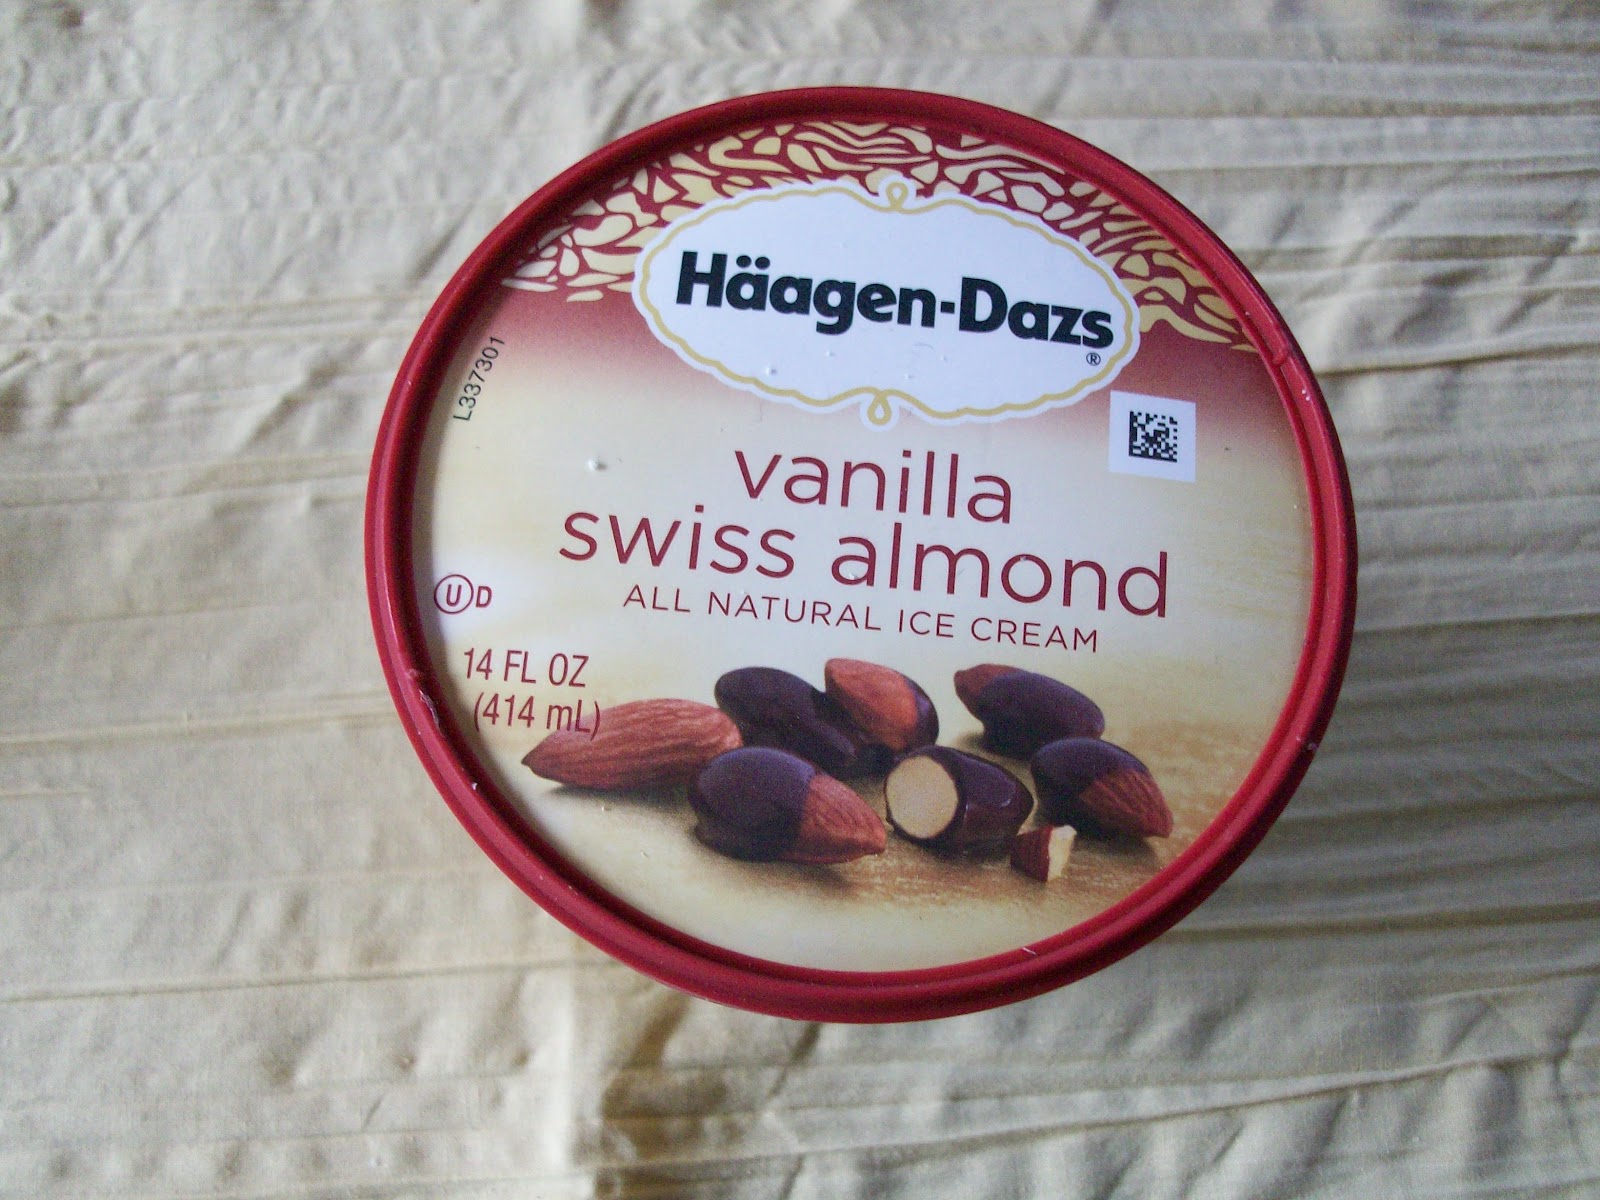 Häagen-Dazs
®
L337301
vanilla
swiss almond
ALL NATURAL ICE CREAM
UD
14 FL OZ
(414 mL)